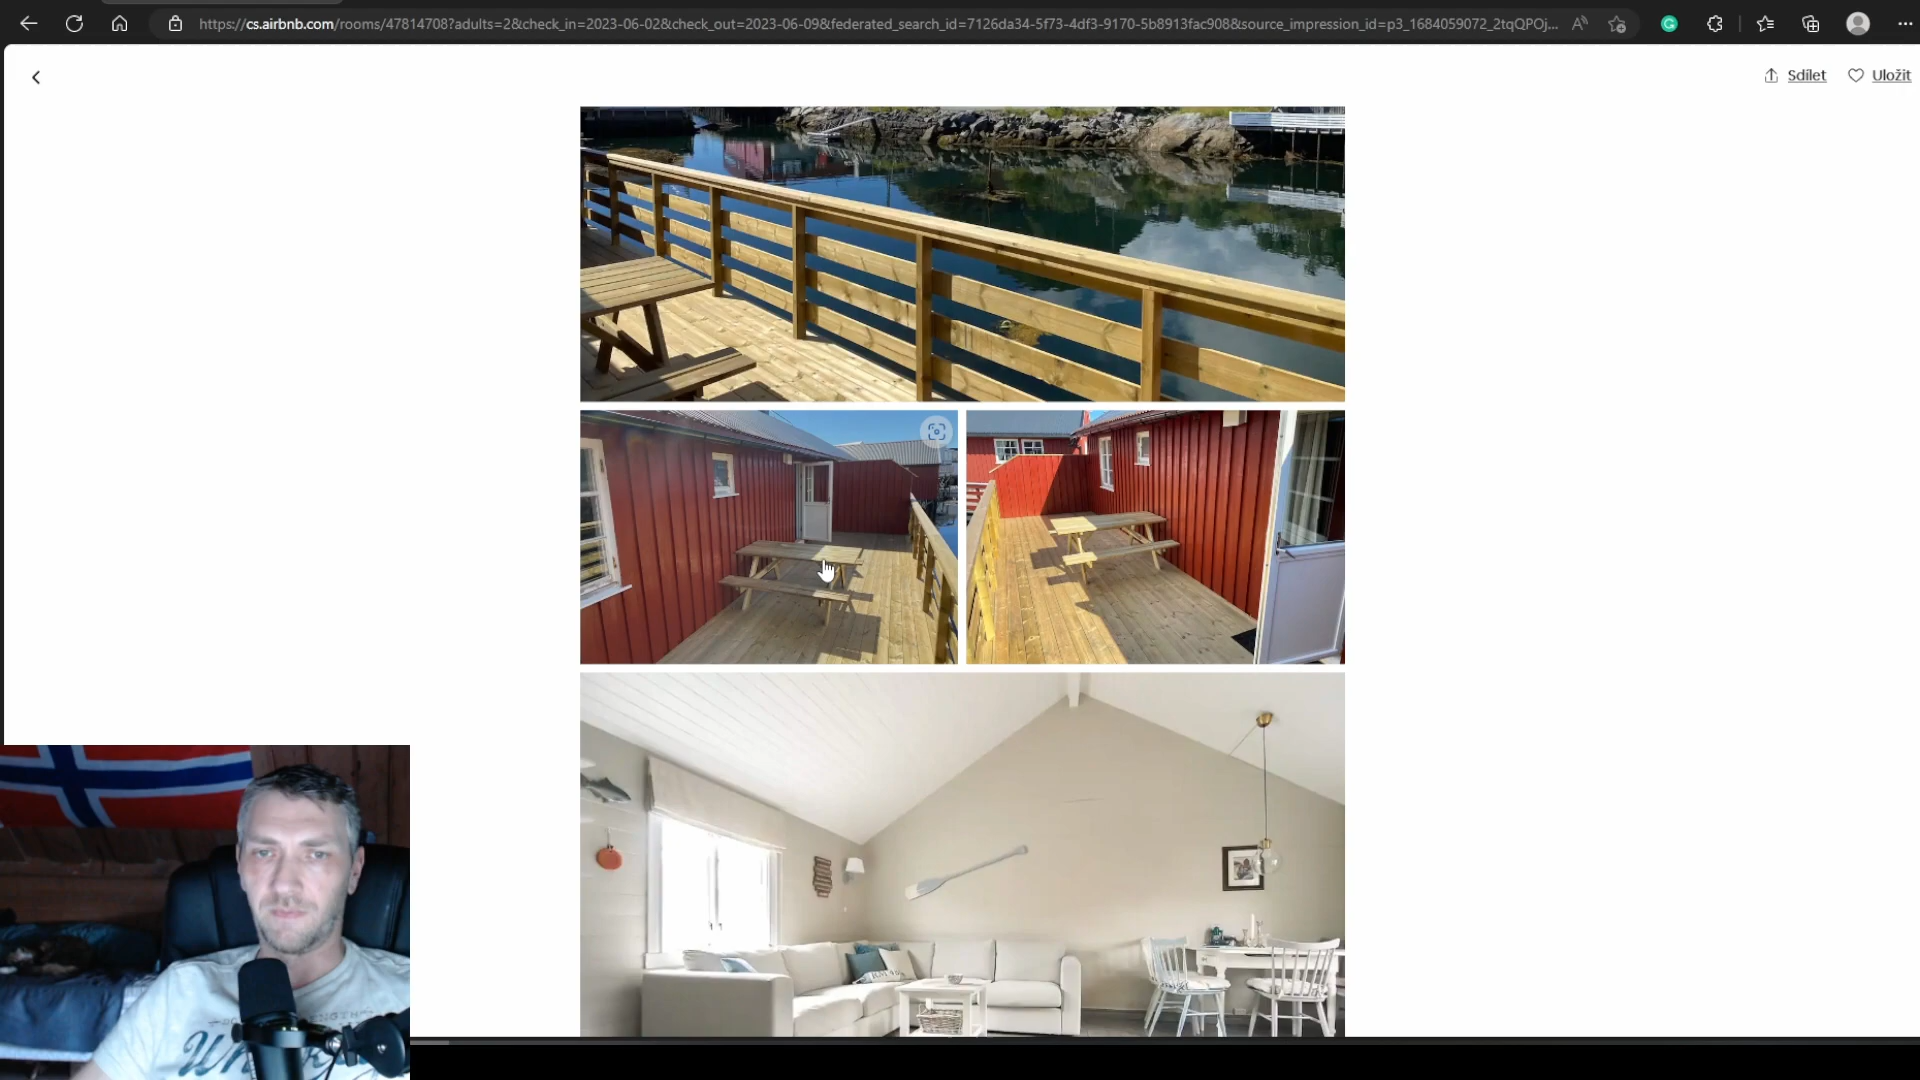 https://cs.airbnb.com/rooms/47814708?adults=2&check_in=2023-06-02&check_out=2023-06-09&federated_search_id=7126da34-5f73-4df3-9170-5b8913fac908&source_impression_id=p3_1684059072_2tqQPOj...
Sdílet
Uložit